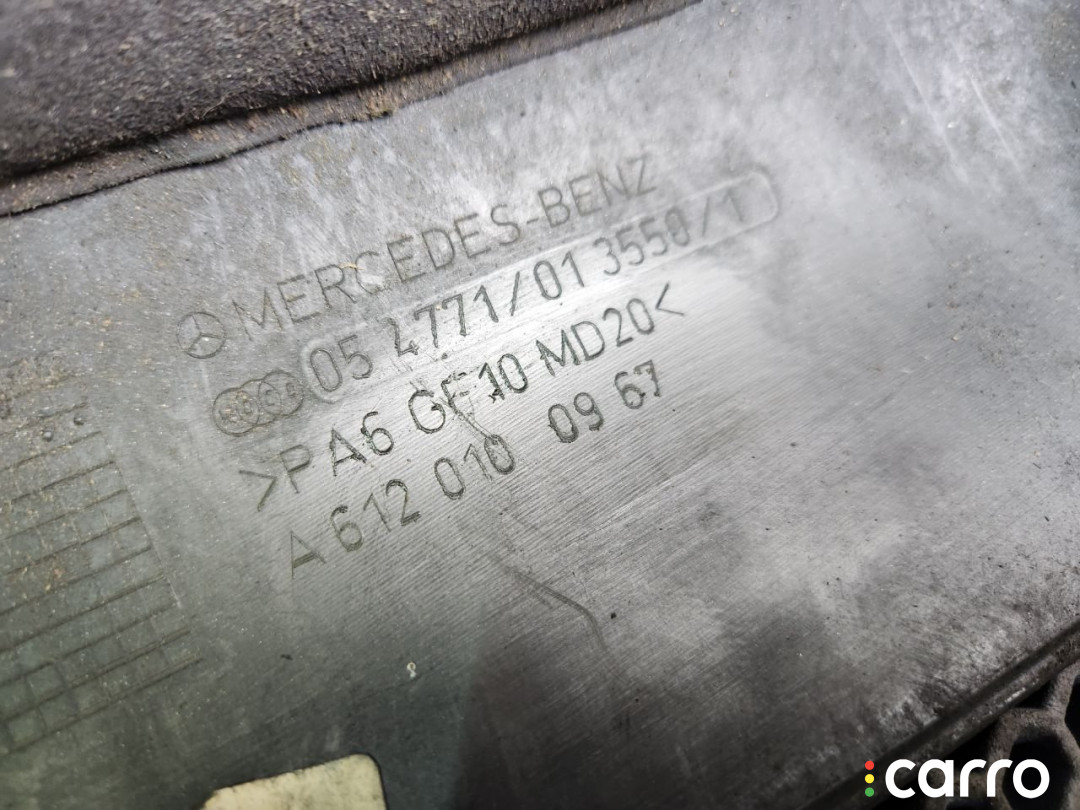 MERCEDES-BENZ
05 4771/01 3550/1
>PA6 GF10 MD20<
A 612 010 09 67
carro